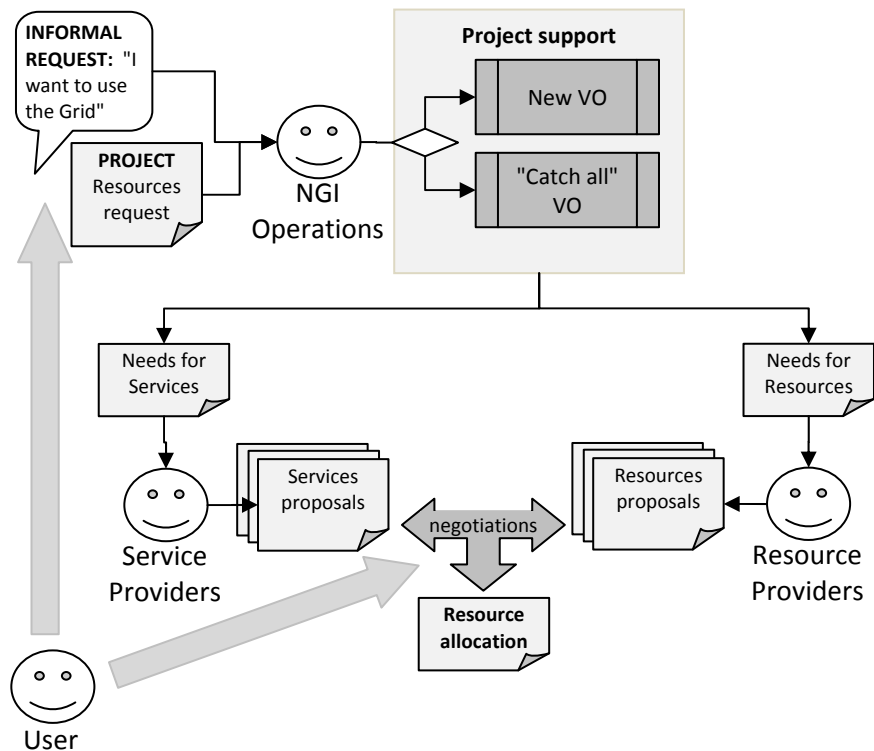 INFORMAL
REQUEST: "I
want to use
the Grid"
PROJECT
Resources
request
NGI
Operations
Project support
New VO
"Catch all"
VO
Needs for
Services
Needs for
Resources
Services
proposals
Resources
proposals
negotiations
Service
Providers
Resource
Providers
Resource
allocation
User